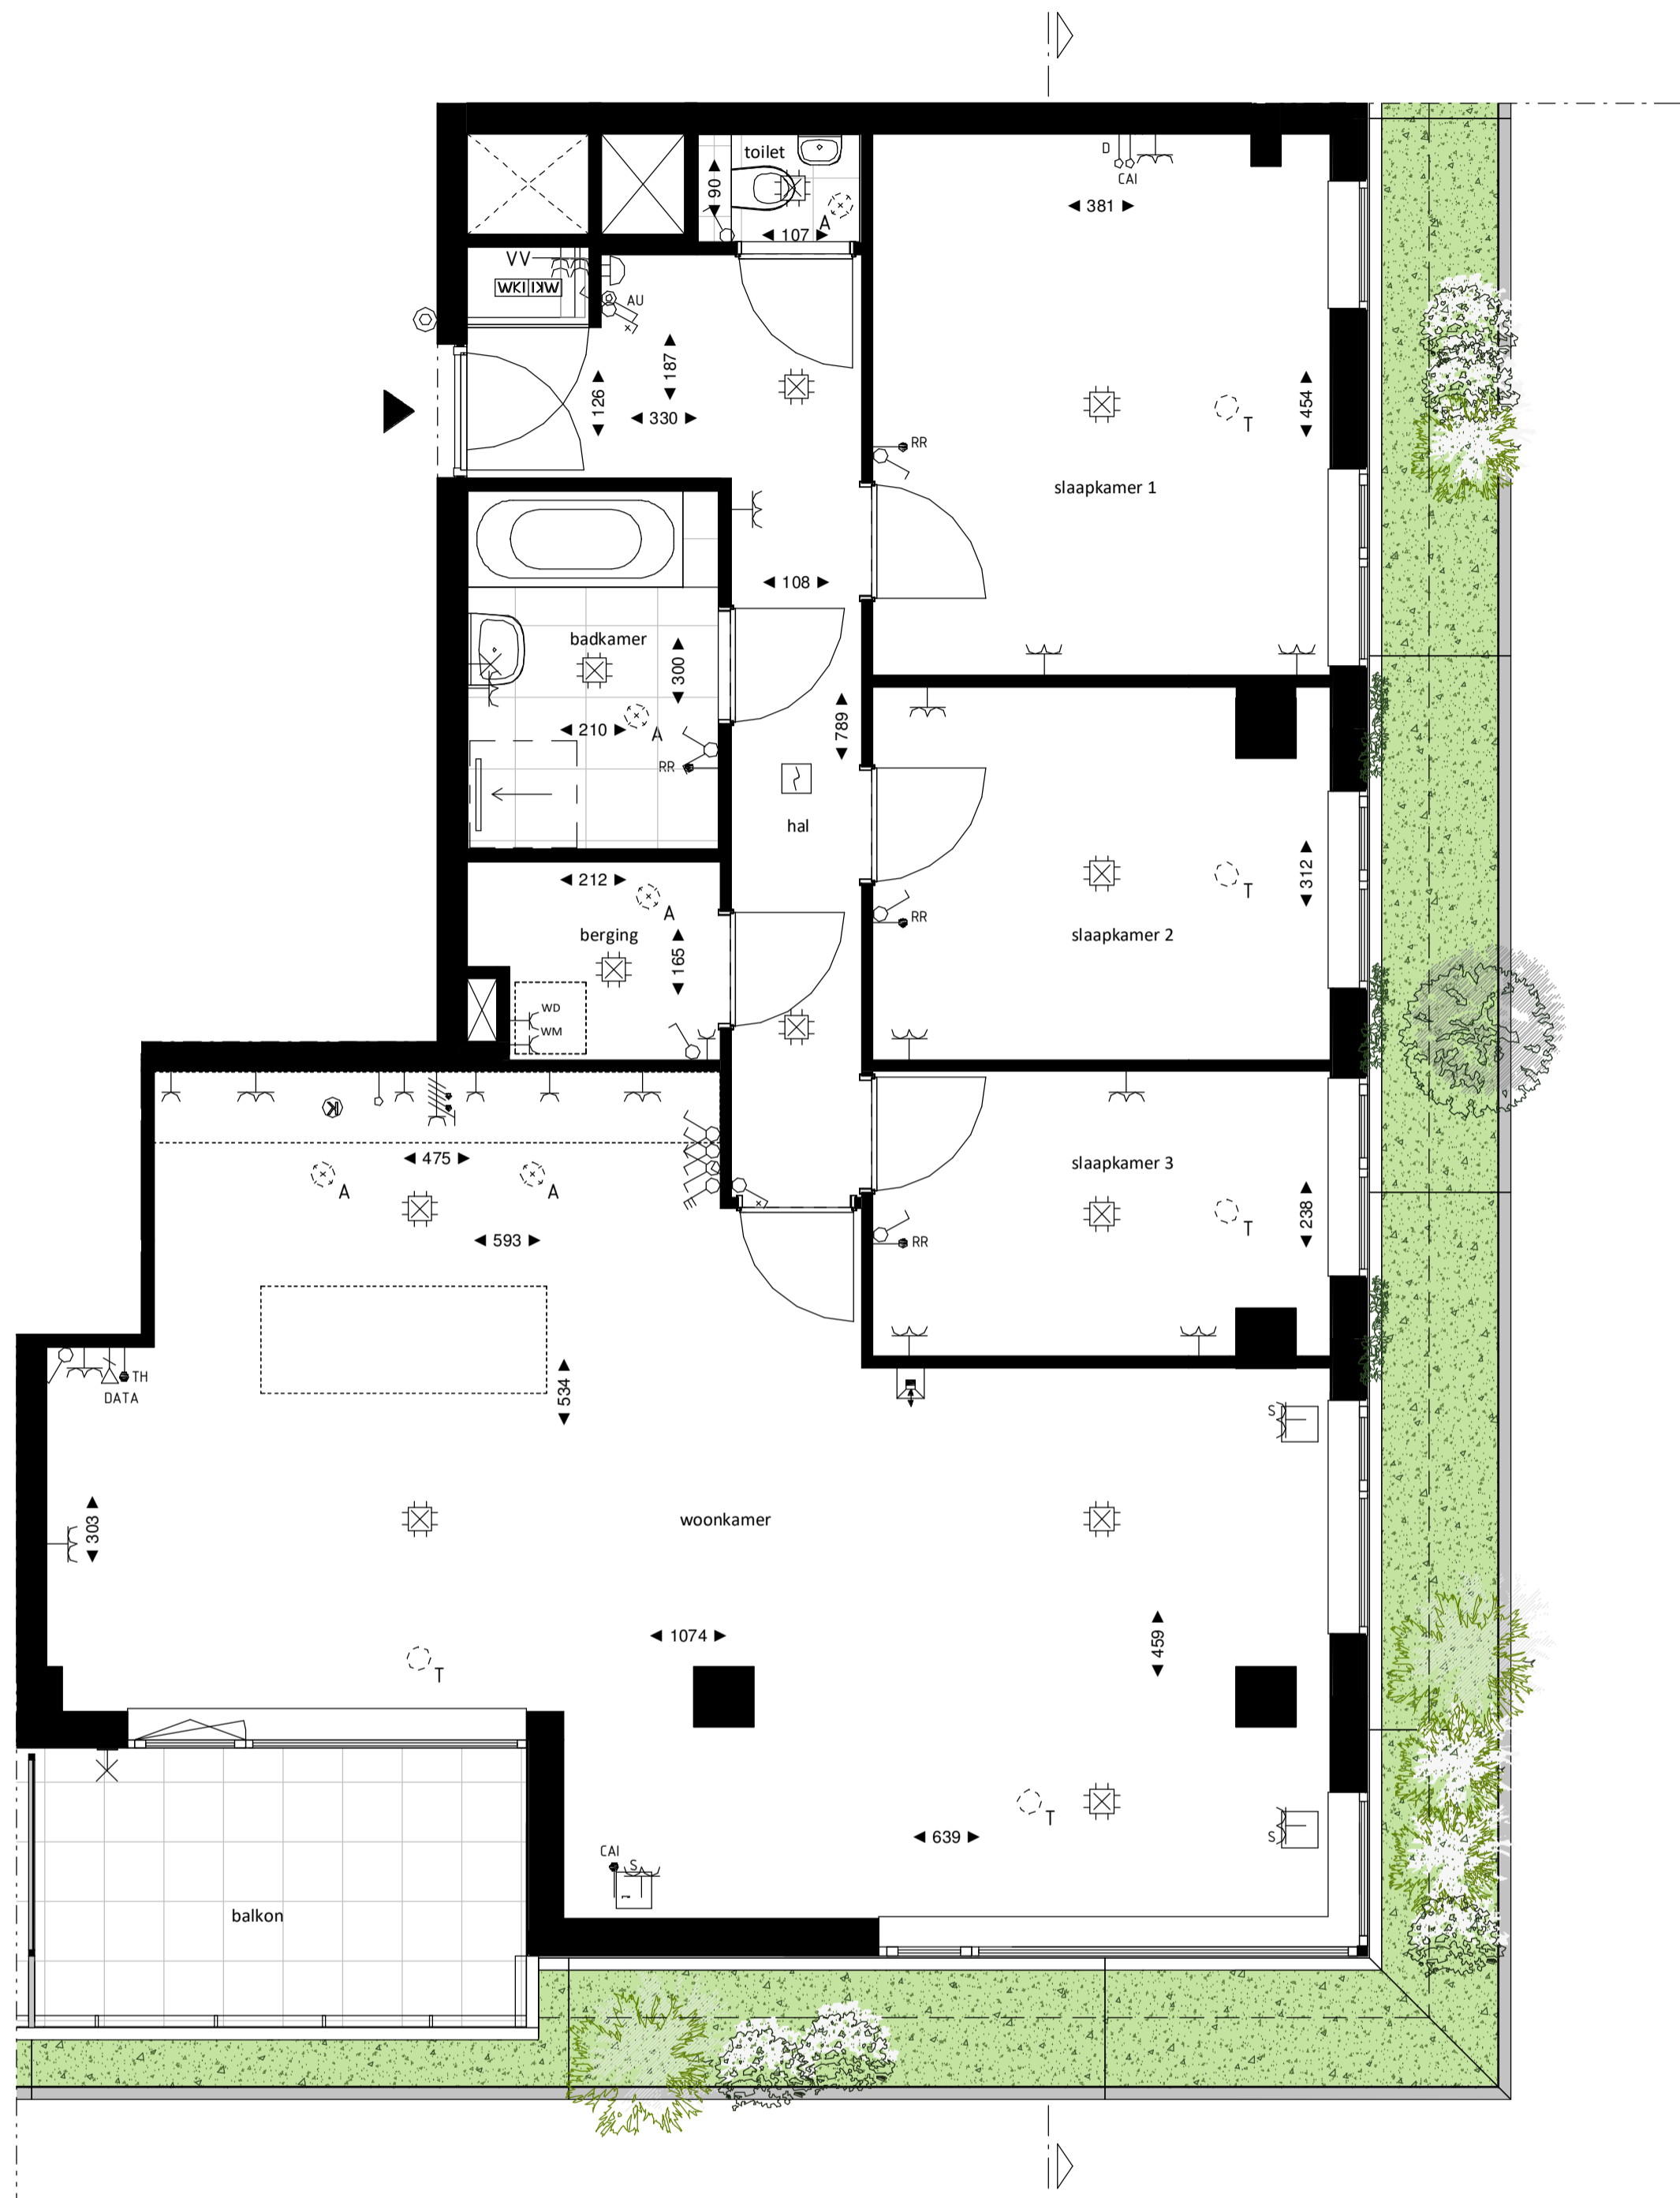 toilet
90
107
A
D
CAI
381
VV
WKI
WKI
AU
187
126
330
454
RR
slaapkamer 1
108
badkamer
300
210
A
RR
789
hal
312
T
T
RR
slaapkamer 2
212
A
berging
165
WD
WM
slaapkamer 3
238
T
RR
K
475
A
A
593
TH
DATA
534
S
303
woonkamer
1074
459
T
T
639
S
CAI
S
balkon